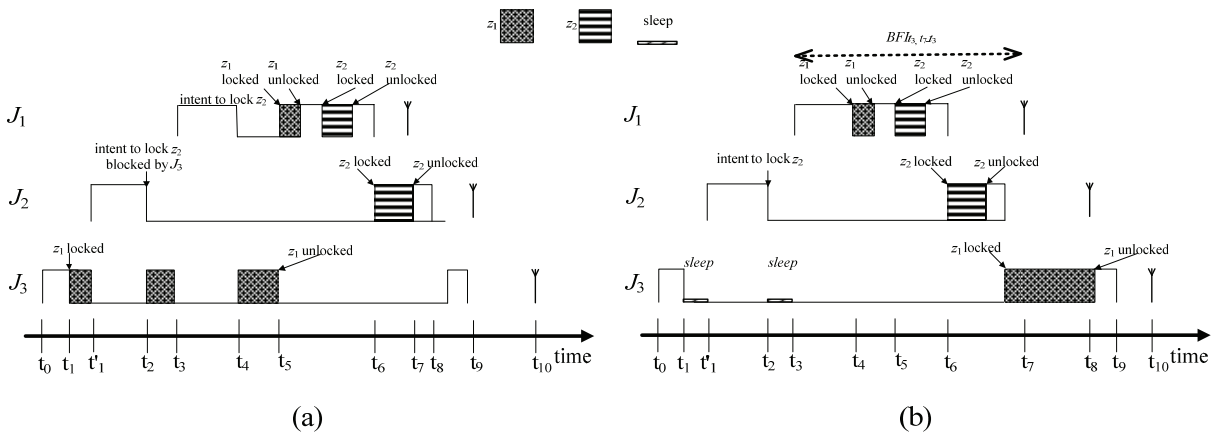 z1
z2
sleep
z1 locked
z1 unlocked
z2 locked
z2 unlocked
J1
intent to lock z2
intent to lock z2
blocked by J3
z2 locked
z2 unlocked
J2
z1 locked
z1 unlocked
J3
t0 t1 t'1 t2 t3 t4 t5 t6 t7 t8 t9 t10 time
(a)
z1 locked
z1 unlocked
z2 locked
z2 unlocked
J1
intent to lock z2
z2 locked
z2 unlocked
J2
sleep
sleep
z1 locked
z1 unlocked
J3
t0 t1 t'1 t2 t3 t4 t5 t6 t7 t8 t9 t10 time
(b)